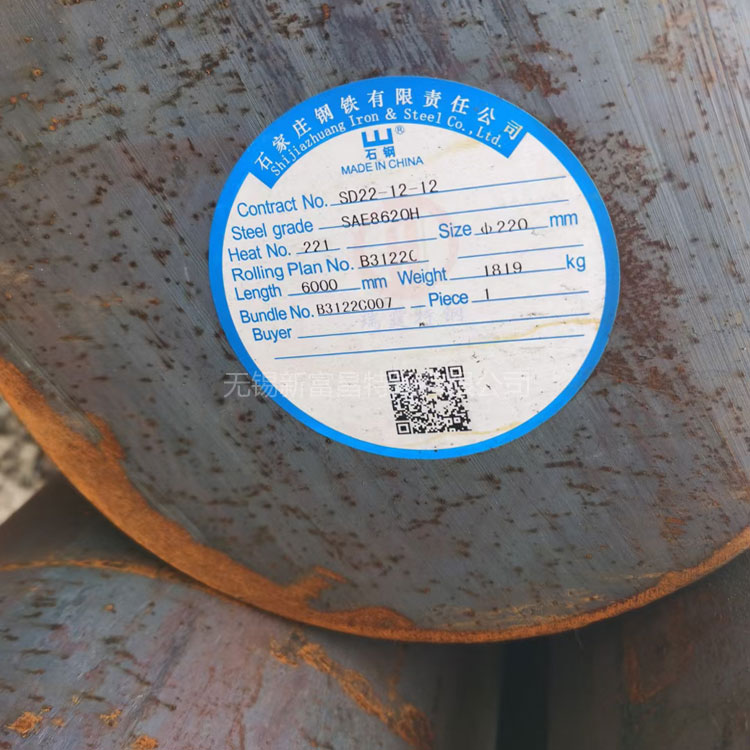 石家庄钢铁有限责任公司
Shijiazhuang Iron & Steel Co.,Ltd.
®
石钢
MADE IN CHINA
Contract No. SD22-12-12
Steel grade SAE8620H
Heat No. 221 Size φ220 mm
Rolling Plan No. B3122C
Length 6000 mm Weight 1819 kg
Bundle No. B3122C007 Piece 1
Buyer
无锡新富昌特 公司